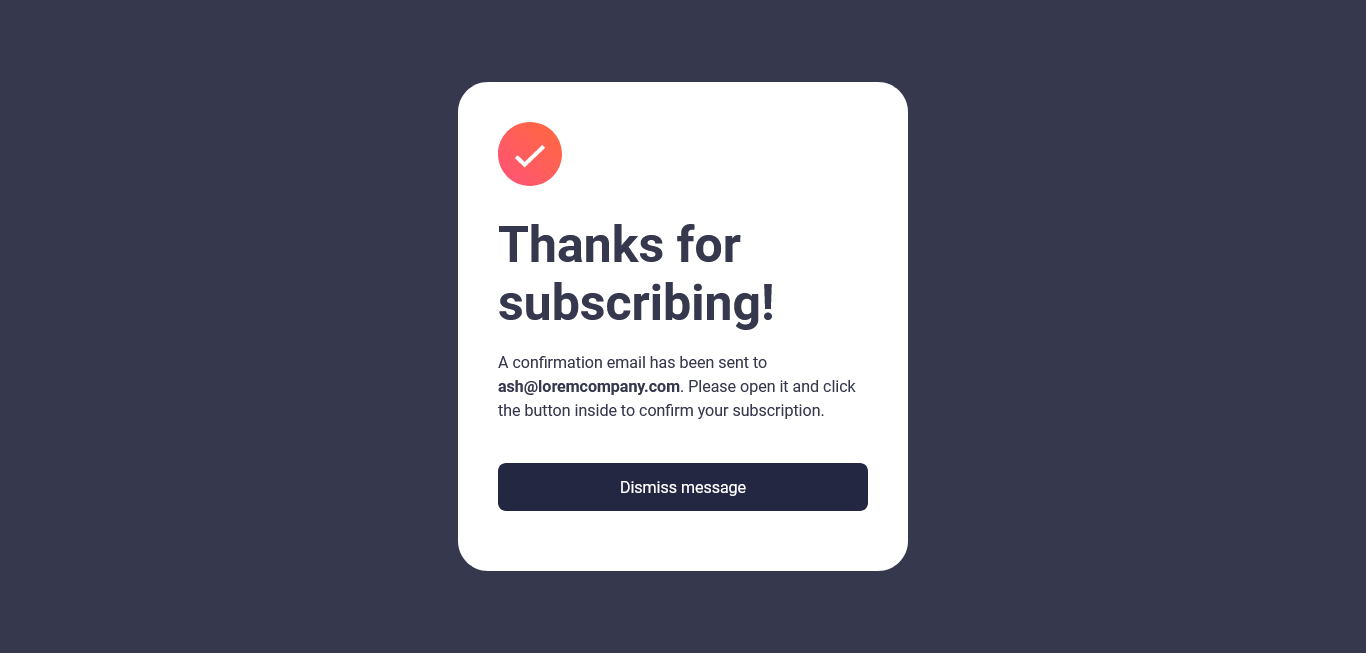 Thanks for
subscribing!
A confirmation email has been sent to
ash@loremcompany.com. Please open it and click
the button inside to confirm your subscription.
Dismiss message